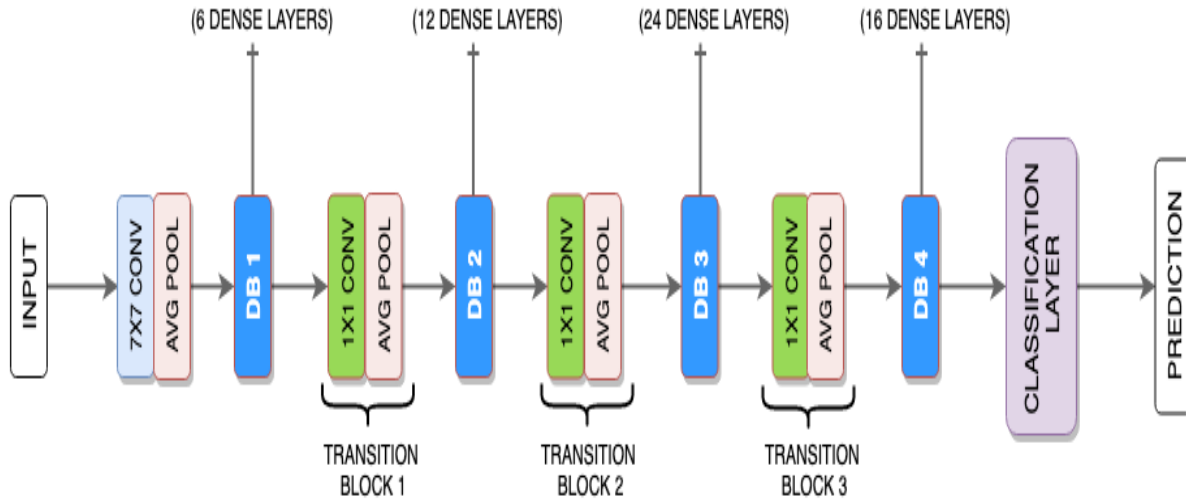 (6 DENSE LAYERS)
(12 DENSE LAYERS)
(24 DENSE LAYERS)
(16 DENSE LAYERS)
INPUT
7X7 CONV
AVG POOL
DB 1
1X1 CONV
AVG POOL
DB 2
1X1 CONV
AVG POOL
DB 3
1X1 CONV
AVG POOL
DB 4
CLASSIFICATION
LAYER
PREDICTION
TRANSITION
BLOCK 1
TRANSITION
BLOCK 2
TRANSITION
BLOCK 3